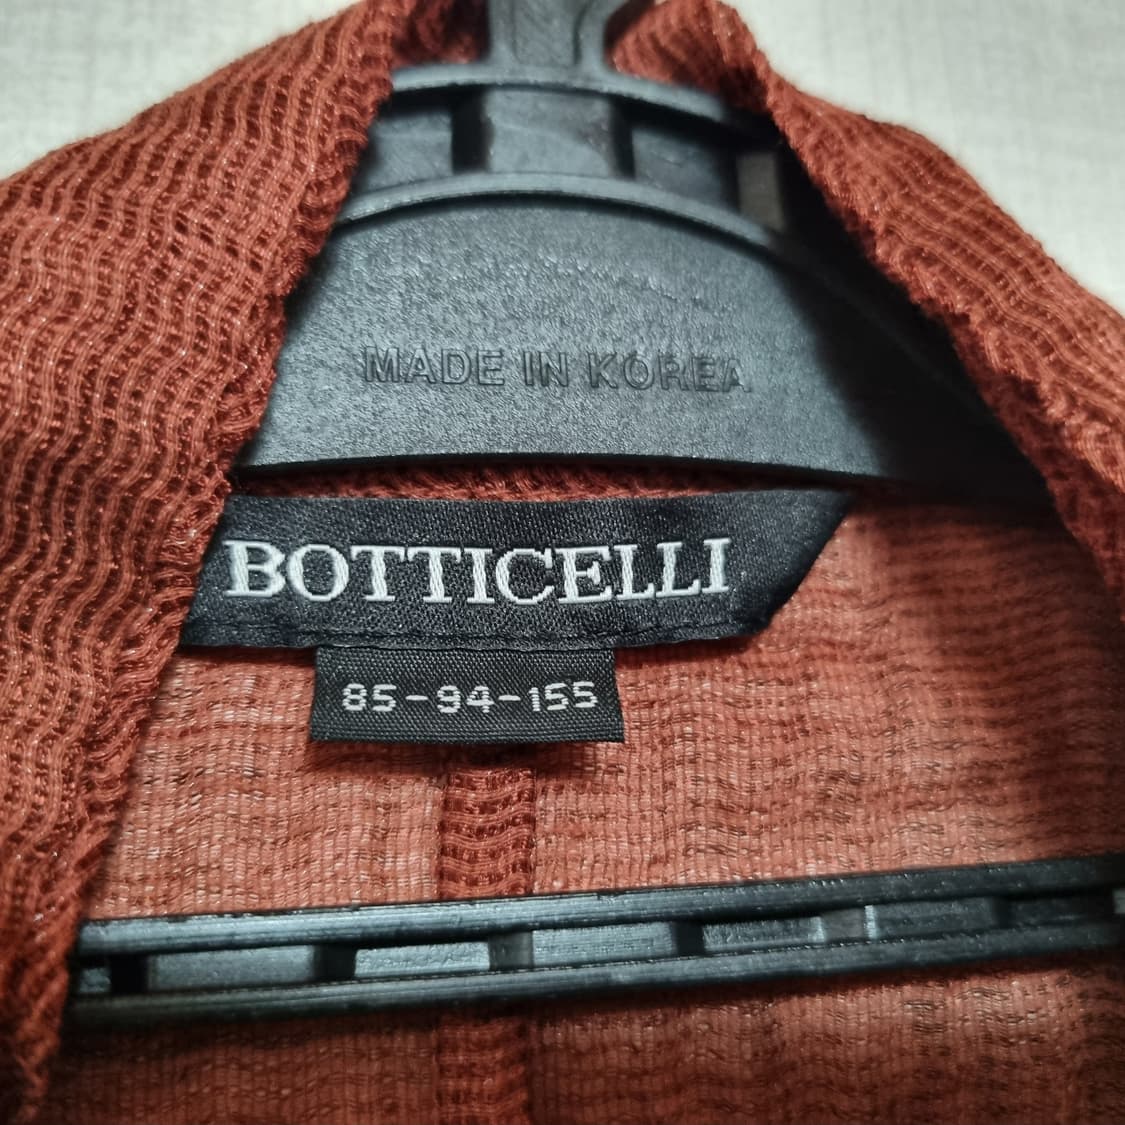 MADE IN KOREA
BOTTICELLI
85-94-155